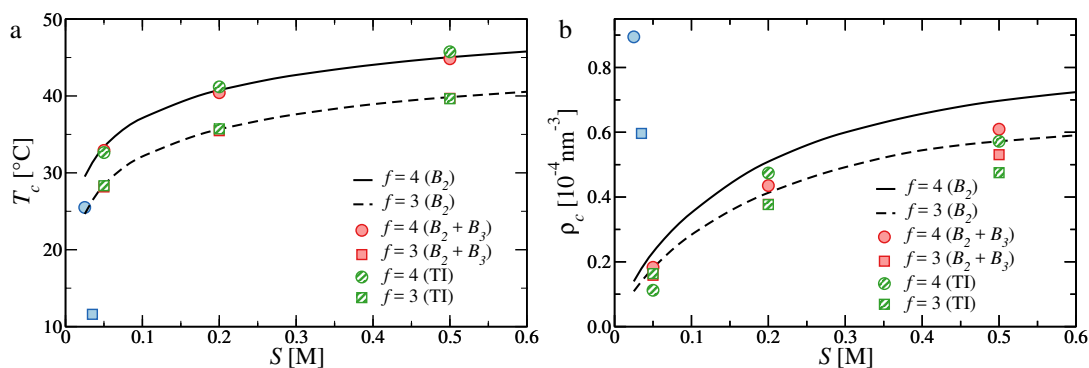 a
50
40
30
20
10
T_c [°C]
0
0.1
0.2
0.3
0.4
0.5
0.6
S [M]
f = 4 (B_2)
f = 3 (B_2)
f = 4 (B_2 + B_3)
f = 3 (B_2 + B_3)
f = 4 (TI)
f = 3 (TI)
b
0.8
0.6
0.4
0.2
0.0
ρ_c [10^-4 nm^-3]
0
0.1
0.2
0.3
0.4
0.5
0.6
S [M]
f = 4 (B_2)
f = 3 (B_2)
f = 4 (B_2 + B_3)
f = 3 (B_2 + B_3)
f = 4 (TI)
f = 3 (TI)